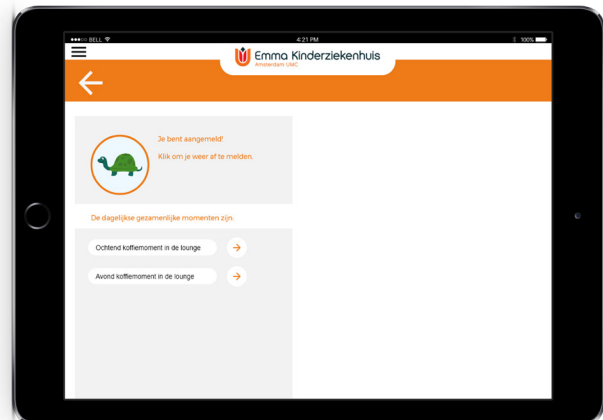 BELL
4:21 PM
100%
Emma Kinderziekenhuis
Amsterdam UMC
Je bent aangemeld!
Klik om je weer af te melden.
De dagelijkse gezamenlijke momenten zijn:
Ochtend koffiemoment in de lounge
Avond koffiemoment in de lounge